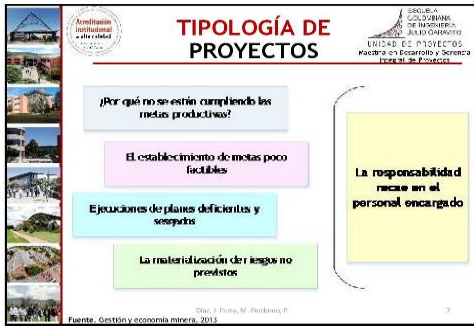 Acreditación
institucional
de alta calidad
TIPOLOGÍA DE
PROYECTOS
ESCUELA
COLOMBIANA
DE INGENIERÍA
JULIO GARAVITO
UNIDAD DE PROYECTOS
Maestría en Desarrollo y Gerencia
Integral de Proyectos
¿Por qué no se están cumpliendo las
metas productivas?
El establecimiento de metas poco
factibles
Ejecuciones de planes deficientes y
sesgados
La materialización de riesgos no
previstos
La responsabilidad
recae en el
personal encargado
Díaz, J. Parra, M. Perdomo, P.
7
Fuente. Gestión y economía minera, 2013